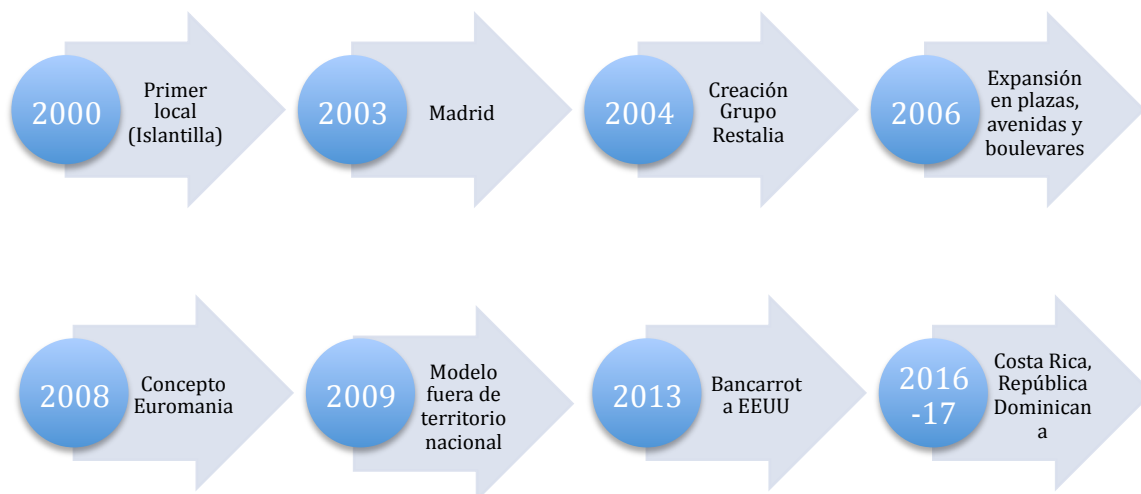 2000
Primer
local
(Islantilla)
2003
Madrid
2004
Creación
Grupo
Restalia
2006
Expansión
en plazas,
avenidas y
boulevares
2008
Concepto
Euromania
2009
Modelo
fuera de
territorio
nacional
2013
Bancarrot
a EEUU
2016
-17
Costa Rica,
República
Dominican
a